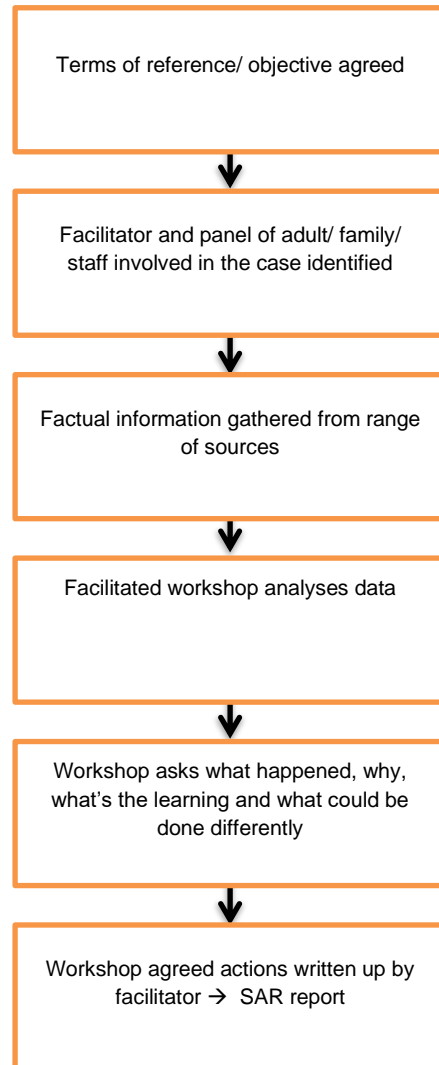 Terms of reference/ objective agreed
Facilitator and panel of adult/ family/
staff involved in the case identified
Factual information gathered from range
of sources
Facilitated workshop analyses data
Workshop asks what happened, why,
what’s the learning and what could be
done differently
Workshop agreed actions written up by
facilitator → SAR report